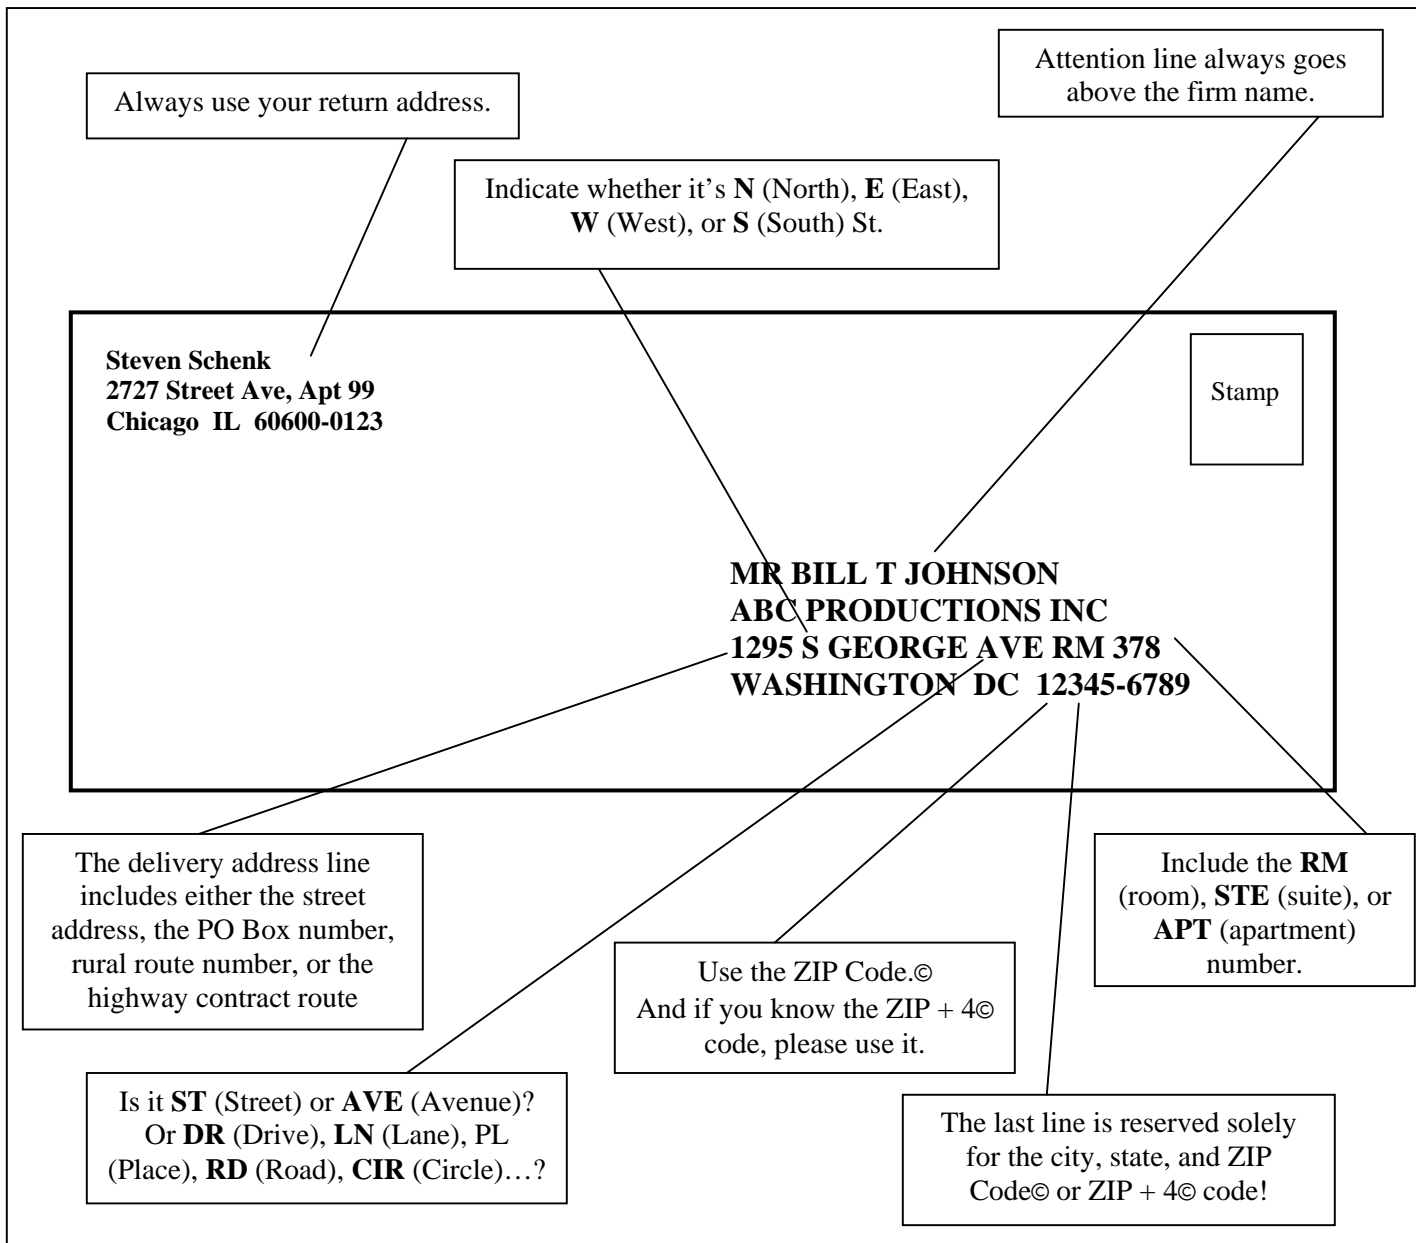 Attention line always goes
above the firm name.
Always use your return address.
Indicate whether it’s N (North), E (East),
W (West), or S (South) St.
Steven Schenk
2727 Street Ave, Apt 99
Chicago  IL  60600-0123
Stamp
MR BILL T JOHNSON
ABC PRODUCTIONS INC
1295 S GEORGE AVE RM 378
WASHINGTON  DC  12345-6789
The delivery address line
includes either the street
address, the PO Box number,
rural route number, or the
highway contract route
Include the RM
(room), STE (suite), or
APT (apartment)
number.
Use the ZIP Code.©
And if you know the ZIP + 4©
code, please use it.
Is it ST (Street) or AVE (Avenue)?
Or DR (Drive), LN (Lane), PL
(Place), RD (Road), CIR (Circle)…?
The last line is reserved solely
for the city, state, and ZIP
Code© or ZIP + 4© code!